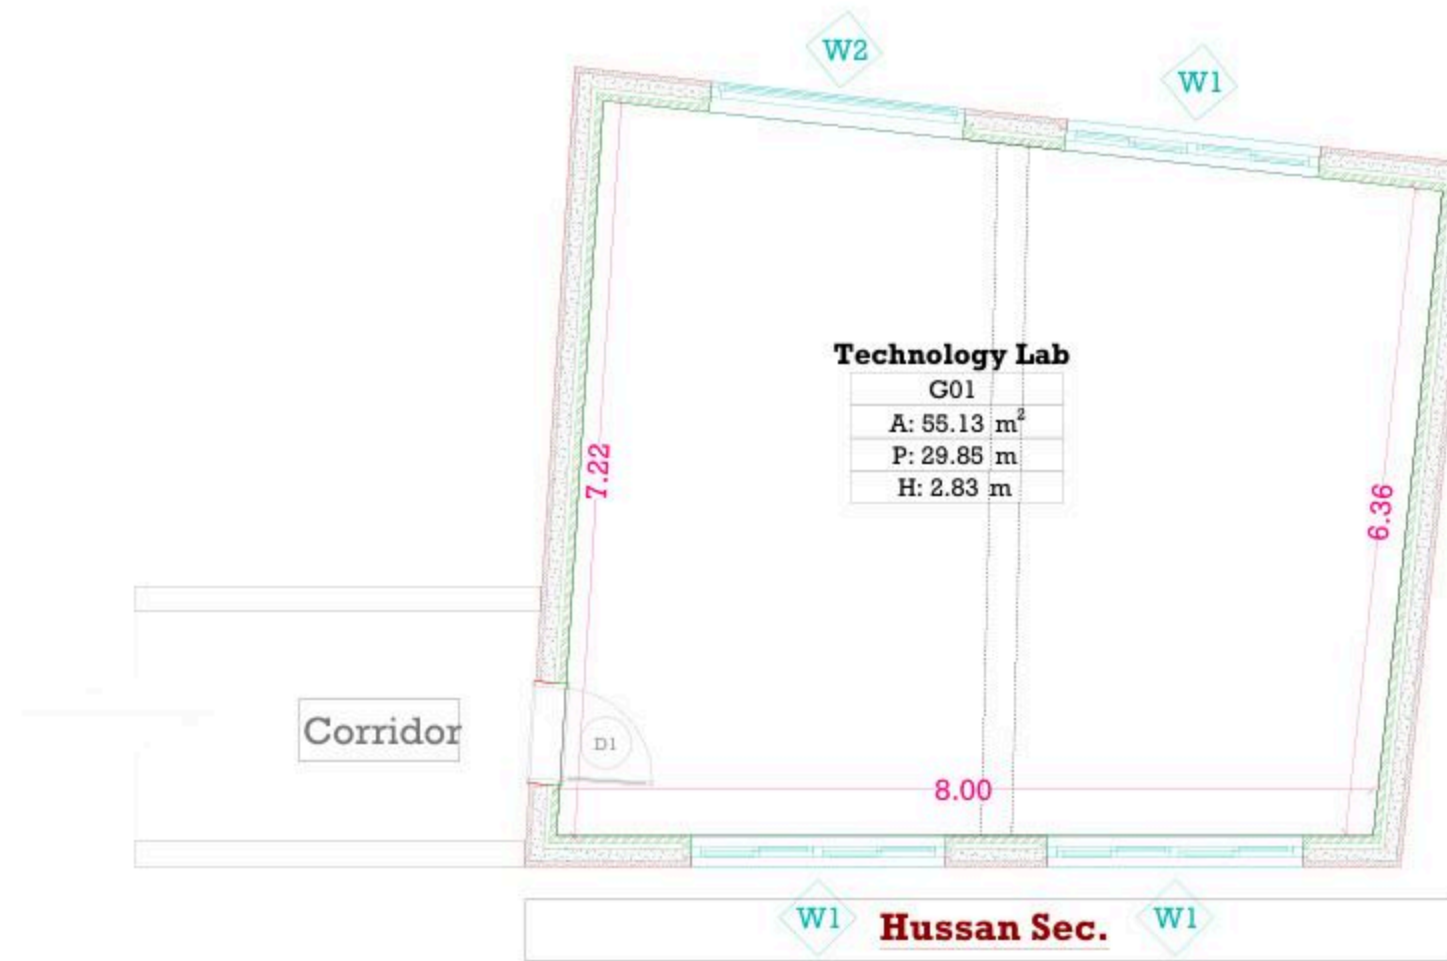 W2
W1
Technology Lab
G01
A: 55.13 m²
P: 29.85 m
H: 2.83 m
7.22
6.36
Corridor
D1
8.00
W1
Hussan Sec.
W1